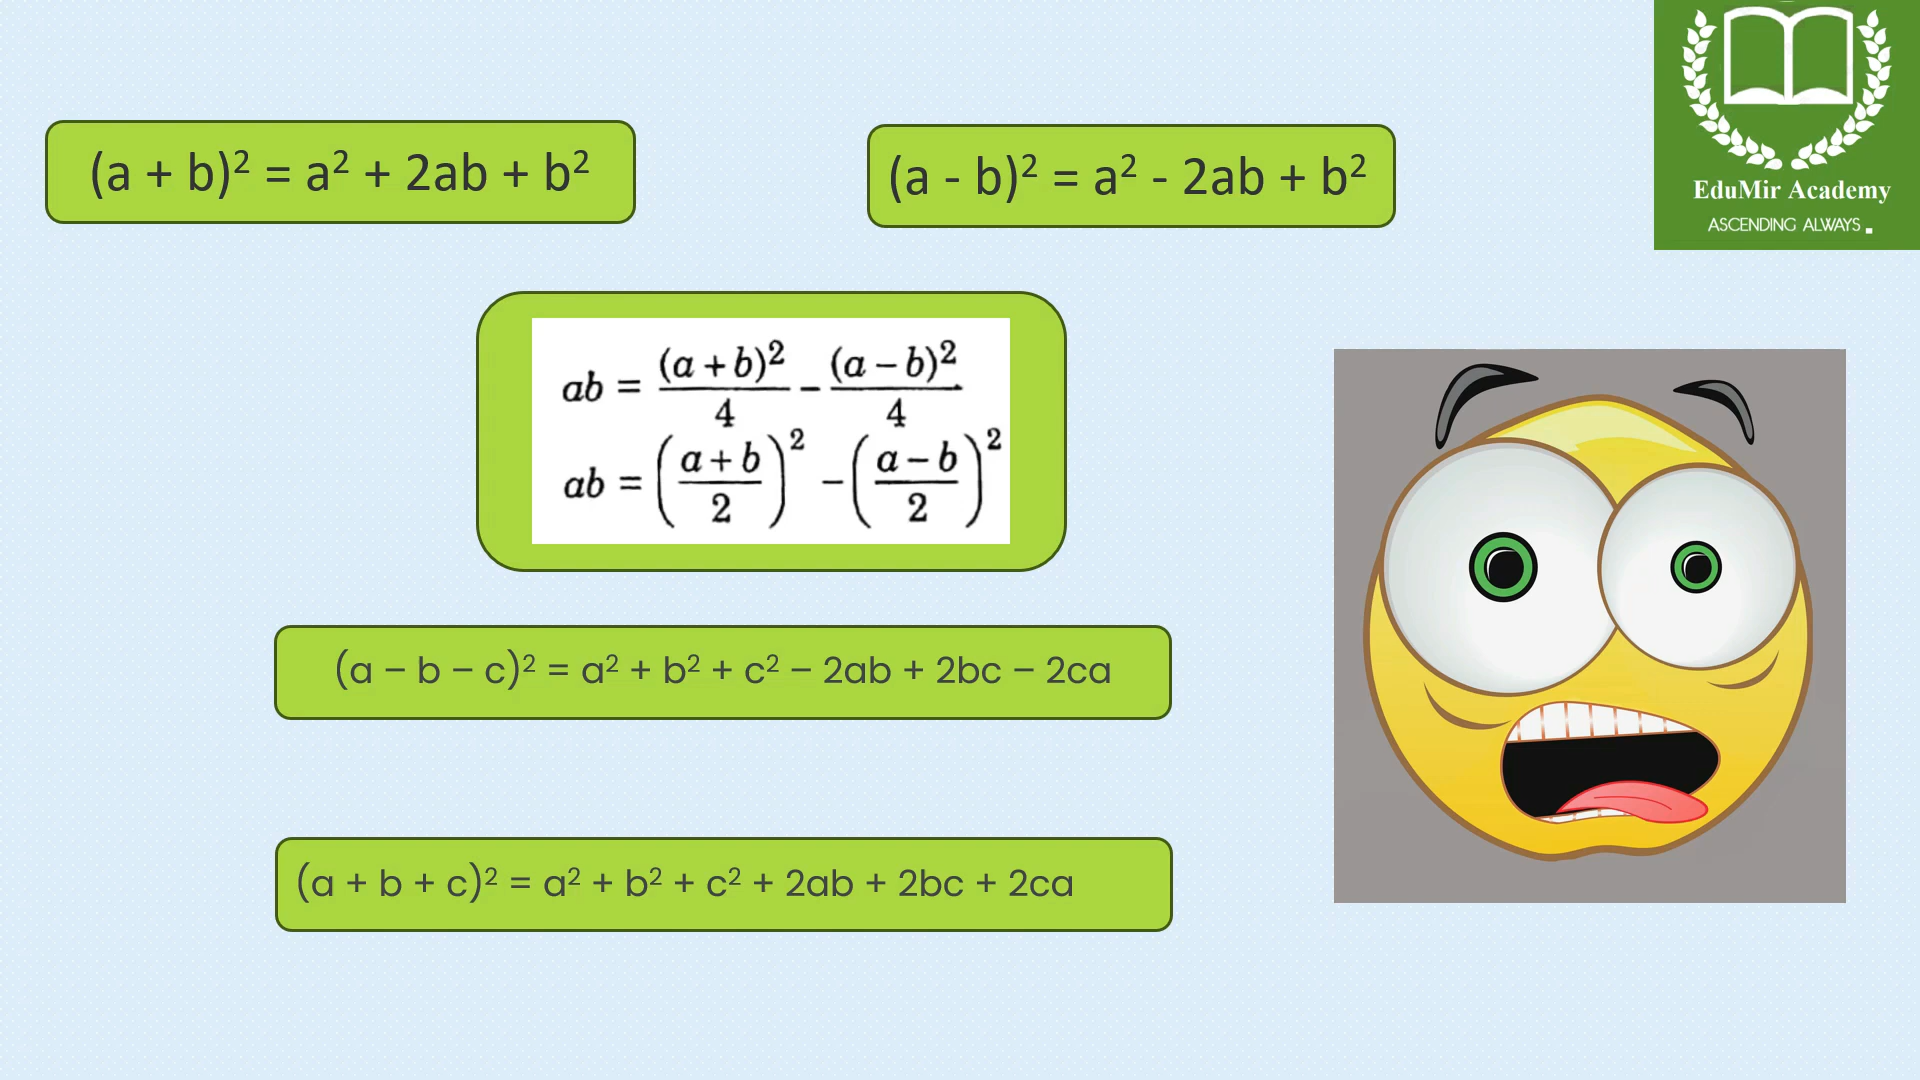 (a + b)² = a² + 2ab + b²
(a - b)² = a² - 2ab + b²
EduMir Academy
ASCENDING ALWAYS.
ab = (a + b)²/4 − (a − b)²/4
ab = ((a + b)/2)² − ((a − b)/2)²
(a – b – c)² = a² + b² + c² – 2ab + 2bc – 2ca
(a + b + c)² = a² + b² + c² + 2ab + 2bc + 2ca